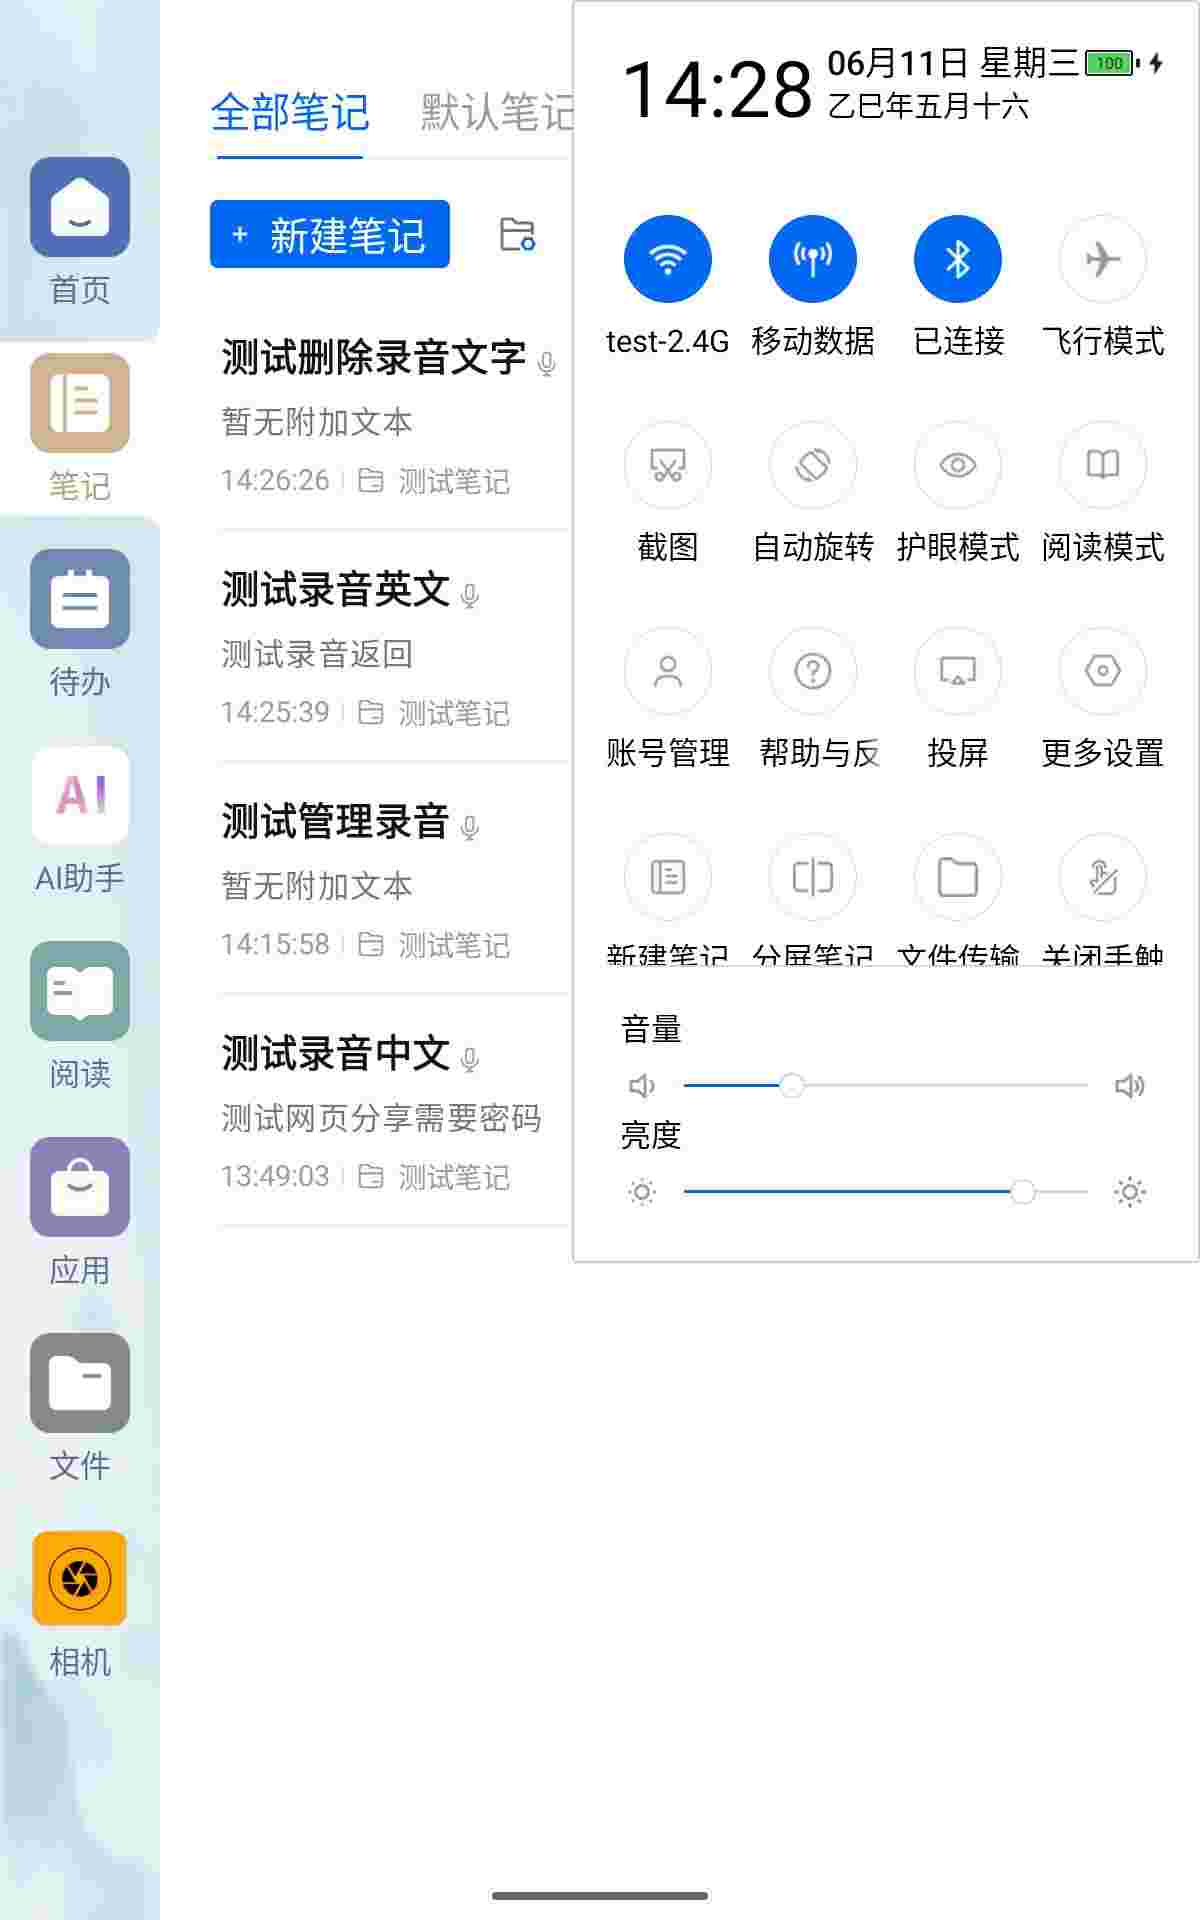 首页
笔记
待办
AI
AI助手
阅读
应用
文件
相机
全部笔记 默认笔记
+ 新建笔记
测试删除录音文字
暂无附加文本
14:26:26 测试笔记
测试录音英文
测试录音返回
14:25:39 测试笔记
测试管理录音
暂无附加文本
14:15:58 测试笔记
测试录音中文
测试网页分享需要密码
13:49:03 测试笔记
14:28
06月11日 星期三 100
乙巳年五月十六
test-2.4G 移动数据 已连接 飞行模式
截图 自动旋转 护眼模式 阅读模式
账号管理 帮助与反 投屏 更多设置
新建笔记 分屏笔记 文件传输 关闭手触
音量
亮度